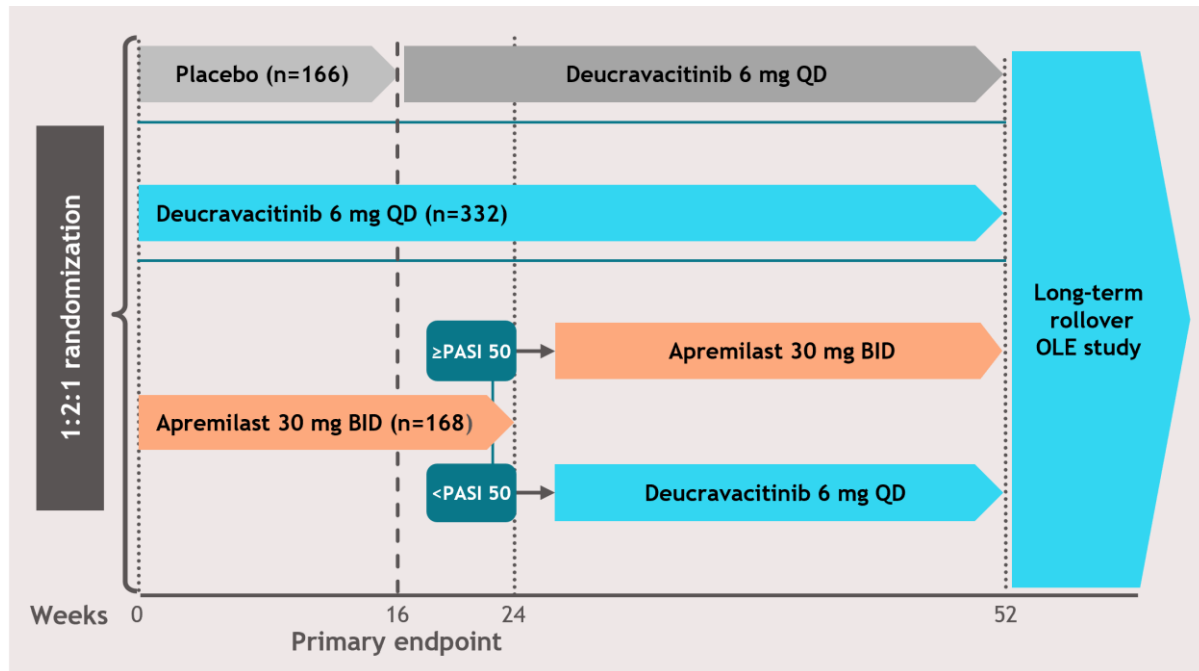 1:2:1 randomization
Placebo (n=166)
Deucravacitinib 6 mg QD
Deucravacitinib 6 mg QD (n=332)
≥PASI 50
Apremilast 30 mg BID
Apremilast 30 mg BID (n=168)
<PASI 50
Deucravacitinib 6 mg QD
Long-term
rollover
OLE study
Weeks 0 16 24 52
Primary endpoint